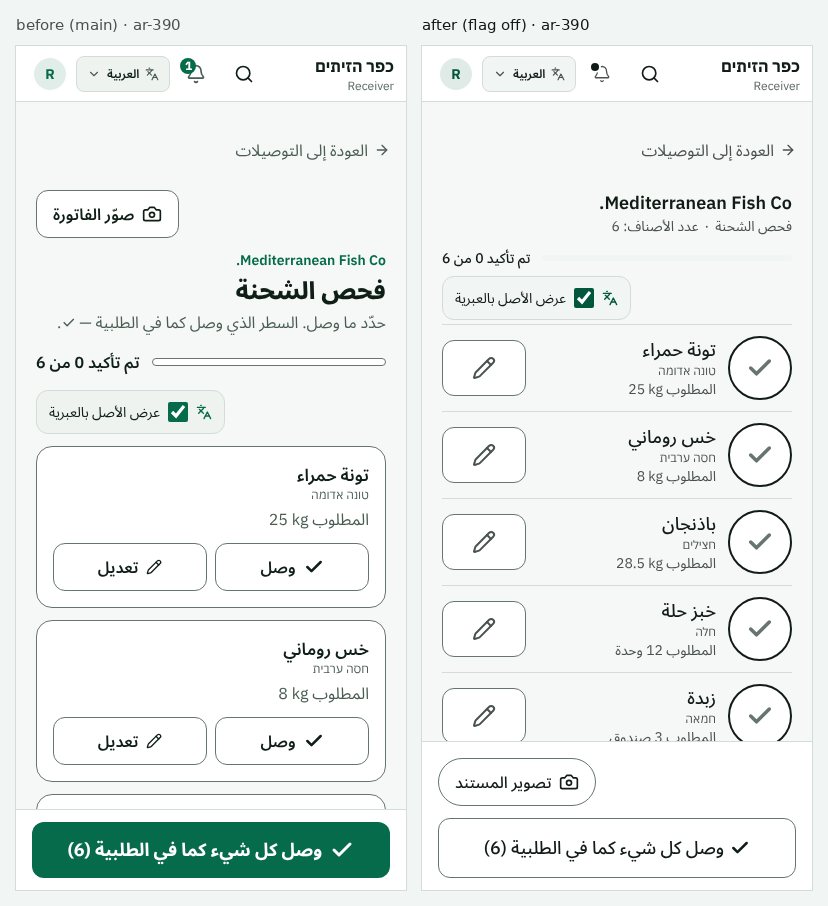 before (main) · ar-390
כפר הזיתים
Receiver
1
العربية
R
العودة إلى التوصيلات
صوّر الفاتورة
Mediterranean Fish Co.
فحص الشحنة
حدّد ما وصل. السطر الذي وصل كما في الطلبية — ✓.
تم تأكيد 0 من 6
عرض الأصل بالعبرية
تونة حمراء
טונה אדומה
المطلوب 25 kg
وصل
تعديل
خس روماني
חסה ערבית
المطلوب 8 kg
وصل
تعديل
وصل كل شيء كما في الطلبية (6)
after (flag off) · ar-390
כפר הזיתים
Receiver
العربية
R
العودة إلى التوصيلات
Mediterranean Fish Co.
فحص الشحنة · عدد الأصناف: 6
تم تأكيد 0 من 6
عرض الأصل بالعبرية
تونة حمراء
טונה אדומה
المطلوب 25 kg
خس روماني
חסה ערבית
المطلوب 8 kg
باذنجان
חצילים
المطلوب 28.5 kg
خبز حلة
חלה
المطلوب 12 وحدة
زبدة
חמאה
المطلوب 3 صندوق
تصوير المستند
وصل كل شيء كما في الطلبية (6)